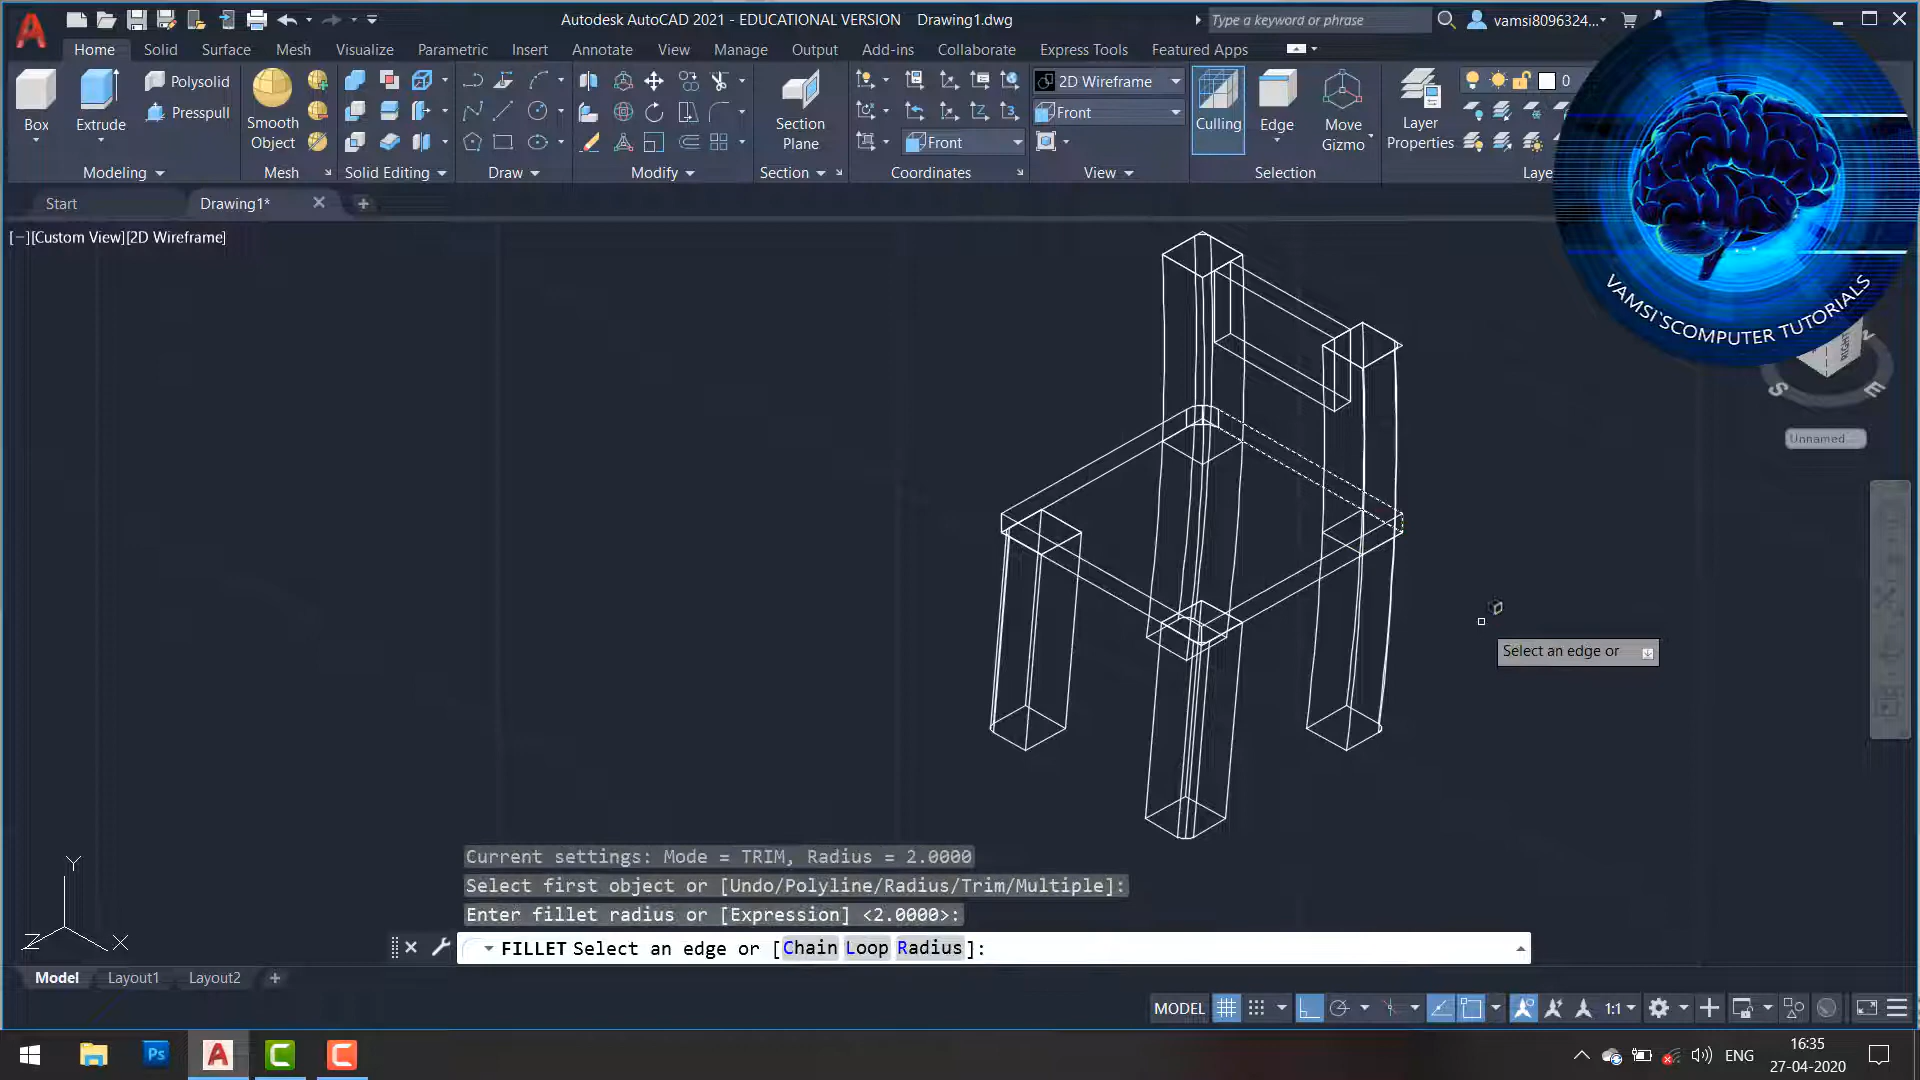 Autodesk AutoCAD 2021 - EDUCATIONAL VERSION Drawing1.dwg
Type a keyword or phrase
vamsi8096324...
Home Solid Surface Mesh Visualize Parametric Insert Annotate View Manage Output Add-ins Collaborate Express Tools Featured Apps
Box
Extrude
Polysolid
Presspull
Smooth
Object
Section
Plane
2D Wireframe
Front
Front
Culling
Edge
Move
Gizmo
Layer
Properties
0
Modeling
Mesh
Solid Editing
Draw
Modify
Section
Coordinates
View
Selection
Laye
Start
Drawing1*
[−][Custom View][2D Wireframe]
VAMSI`SCOMPUTER TUTORIALS
S
E
Unnamed
Select an edge or
Y
Z
X
Current settings: Mode = TRIM, Radius = 2.0000
Select first object or [Undo/Polyline/Radius/Trim/Multiple]:
Enter fillet radius or [Expression] <2.0000>:
FILLET Select an edge or [Chain Loop Radius]:
Model Layout1 Layout2
MODEL
1:1
Ps
ENG
16:35
27-04-2020